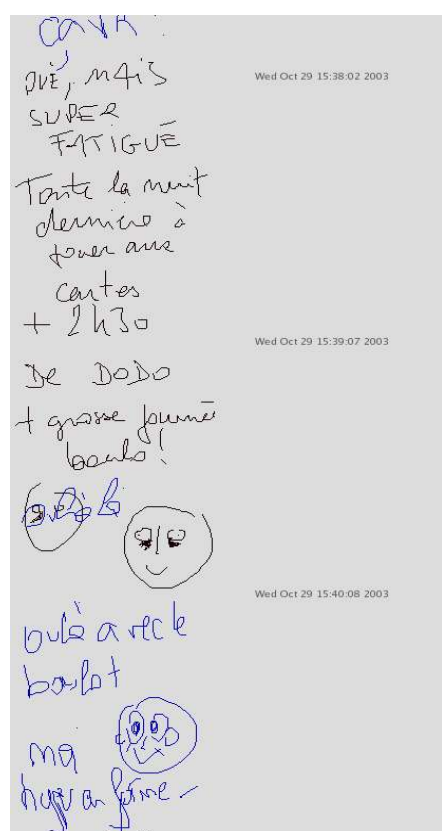 OUÉ, MAIS
Wed Oct 29 15:38:02 2003
SUPER
FATIGUÉ
Toute la nuit
dernière à
jouer aux
cartes
+ 2h30
Wed Oct 29 15:39:07 2003
DE DODO
+ grosse journée
boulo!
oulà
Wed Oct 29 15:40:08 2003
oulà avec le
boulot
ma